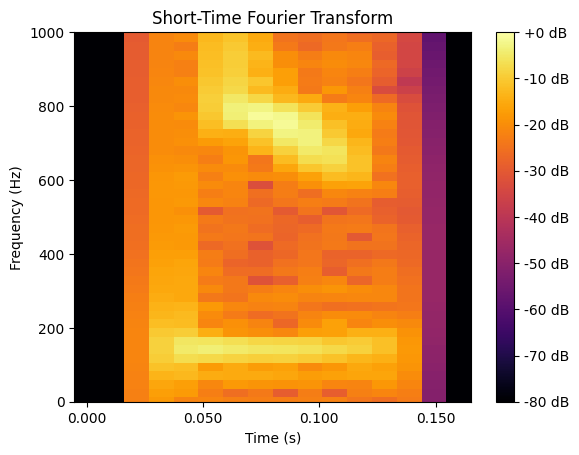 Short-Time Fourier Transform
1000
800
600
400
200
0
Frequency (Hz)
0.000
0.050
0.100
0.150
Time (s)
+0 dB
-10 dB
-20 dB
-30 dB
-40 dB
-50 dB
-60 dB
-70 dB
-80 dB